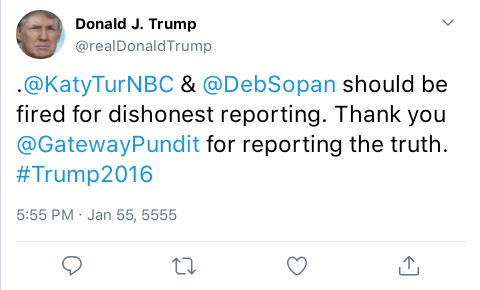 Donald J. Trump
@realDonaldTrump
.@KatyTurNBC & @DebSopan should be
fired for dishonest reporting. Thank you
@GatewayPundit for reporting the truth.
#Trump2016
5:55 PM · Jan 55, 5555